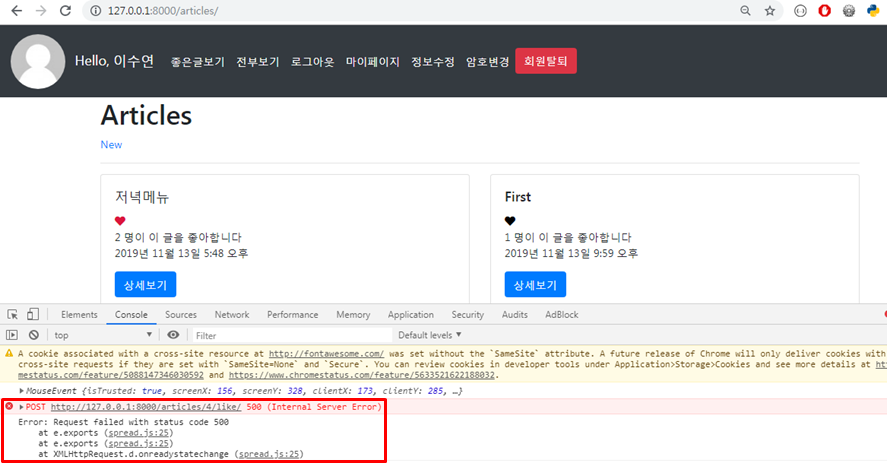 127.0.0.1:8000/articles/
Hello, 이수연 좋은글보기 전부보기 로그아웃 마이페이지 정보수정 암호변경 회원탈퇴
Articles
New
저녁메뉴
2 명이 이 글을 좋아합니다
2019년 11월 13일 5:48 오후
상세보기
First
1 명이 이 글을 좋아합니다
2019년 11월 13일 9:59 오후
상세보기
Elements Console Sources Network Performance Memory Application Security Audits AdBlock
top Filter Default levels
A cookie associated with a cross-site resource at http://fontawesome.com/ was set without the `SameSite` attribute. A future release of Chrome will only deliver cookies with
cross-site requests if they are set with `SameSite=None` and `Secure`. You can review cookies in developer tools under Application>Storage>Cookies and see more details at
mestatus.com/feature/5088147346030592 and https://www.chromestatus.com/feature/5633521622188032.
MouseEvent {isTrusted: true, screenX: 156, screenY: 328, clientX: 173, clientY: 285, …}
POST http://127.0.0.1:8000/articles/4/like/ 500 (Internal Server Error)
Error: Request failed with status code 500
at e.exports (spread.js:25)
at e.exports (spread.js:25)
at XMLHttpRequest.d.onreadystatechange (spread.js:25)